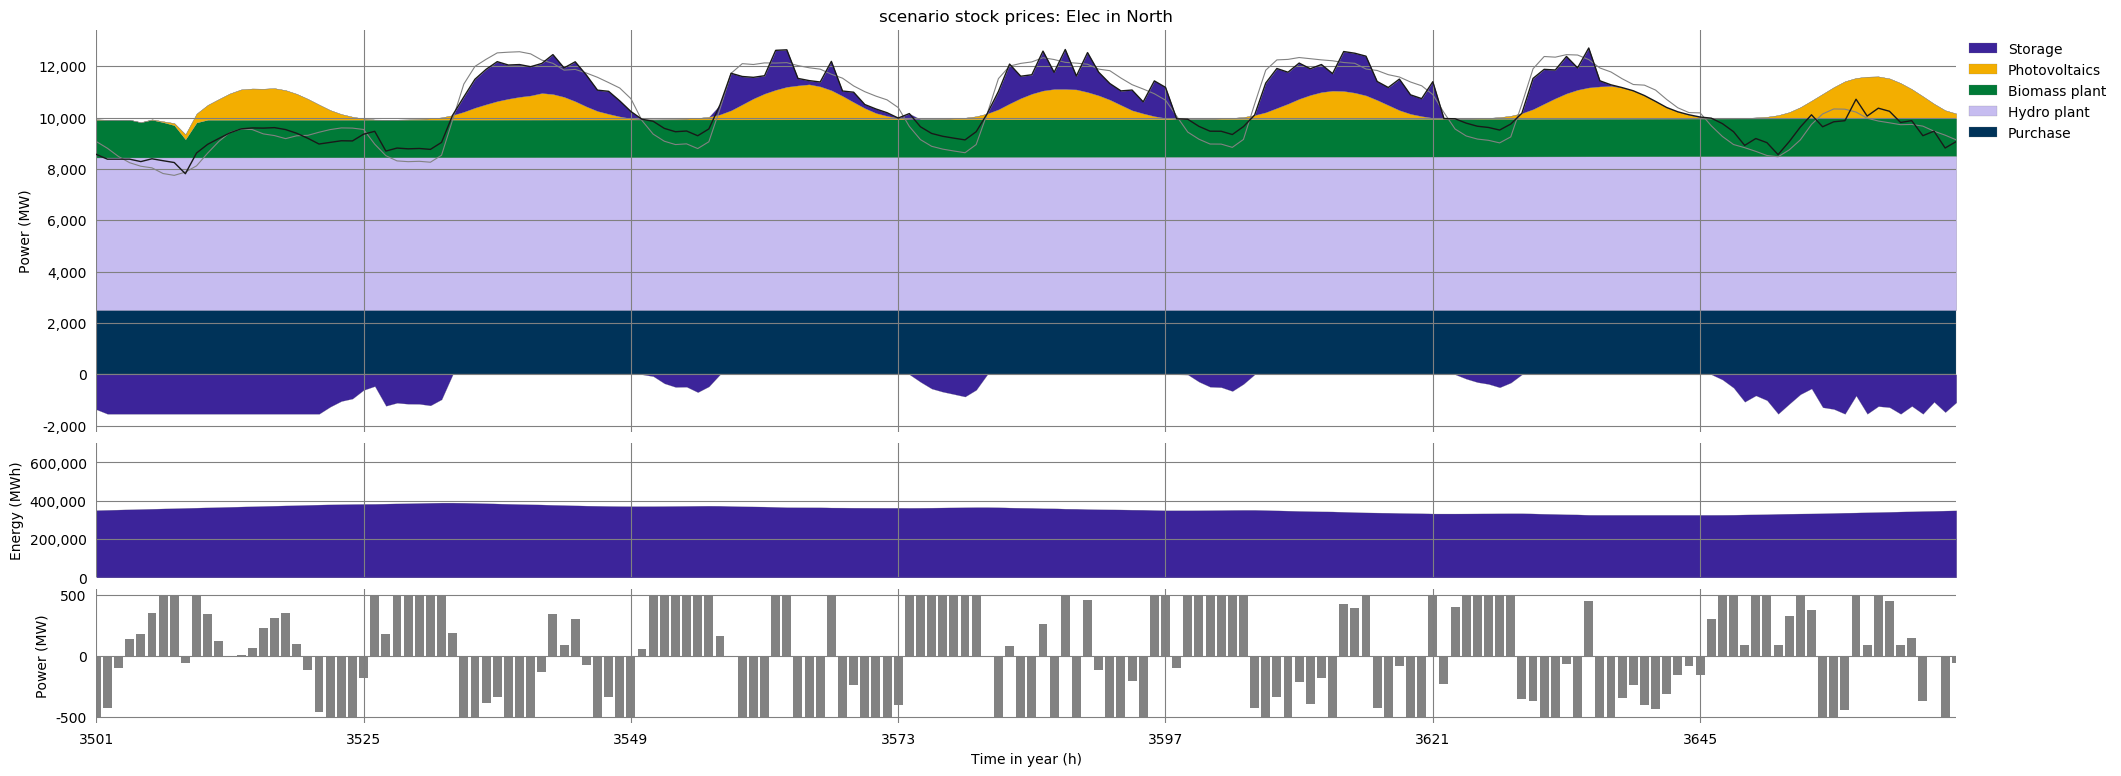 scenario stock prices: Elec in North
Power (MW)
12,000
10,000
8,000
6,000
4,000
2,000
0
-2,000
Storage
Photovoltaics
Biomass plant
Hydro plant
Purchase
Energy (MWh)
600,000
400,000
200,000
0
Power (MW)
500
0
-500
3501
3525
3549
3573
3597
3621
3645
Time in year (h)